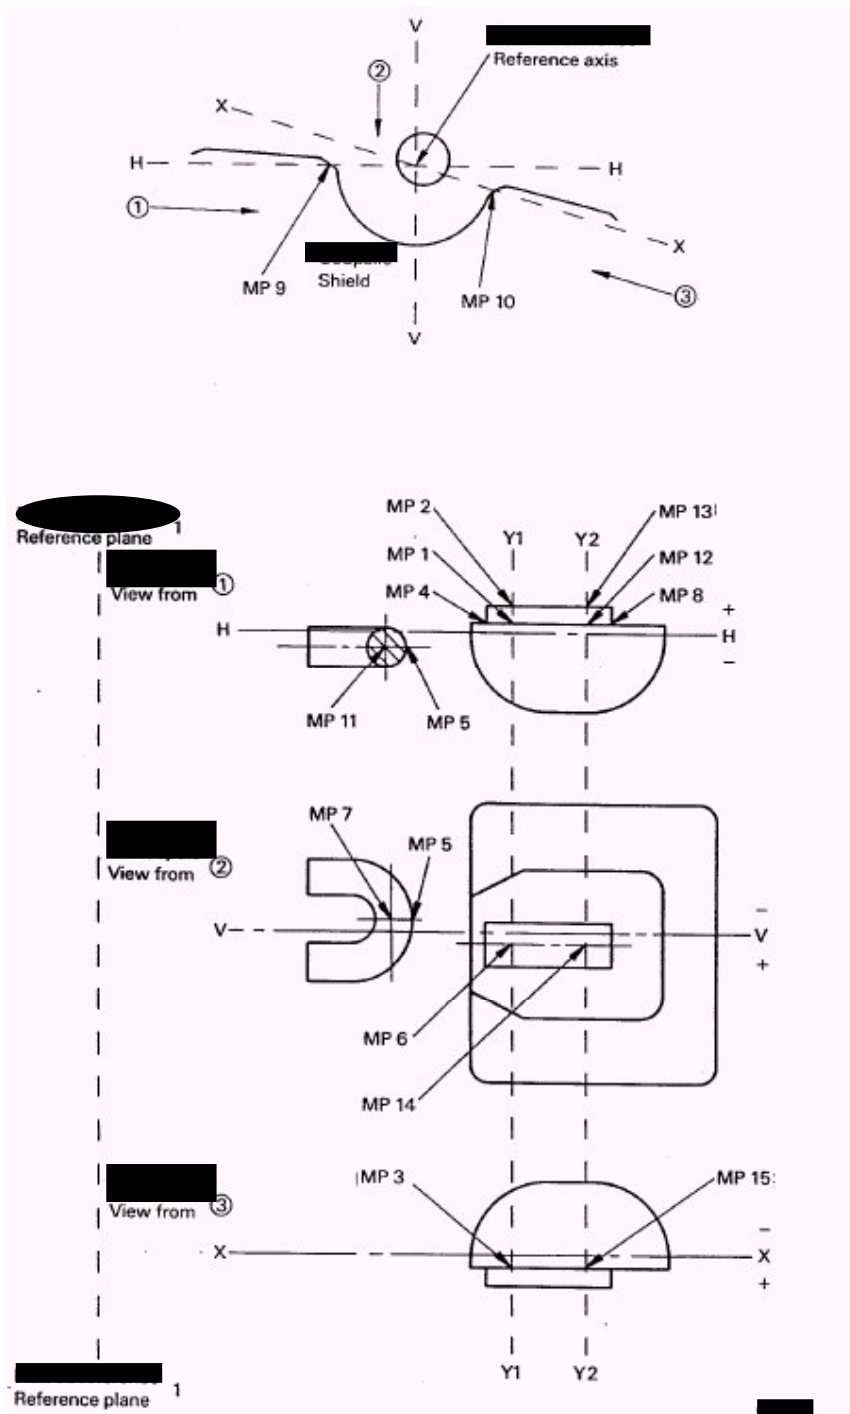 V
Reference axis
②
X
H
H
①
X
Shield
MP 9
MP 10
③
V
MP 2
MP 13
1
Reference plane
Y1
Y2
MP 1
MP 12
View from ①
MP 4
MP 8
+
H
H
−
MP 11
MP 5
MP 7
MP 5
View from ②
−
V
V
+
MP 6
MP 14
MP 3
MP 15
View from ③
−
X
X
+
Y1
Y2
Reference plane 1